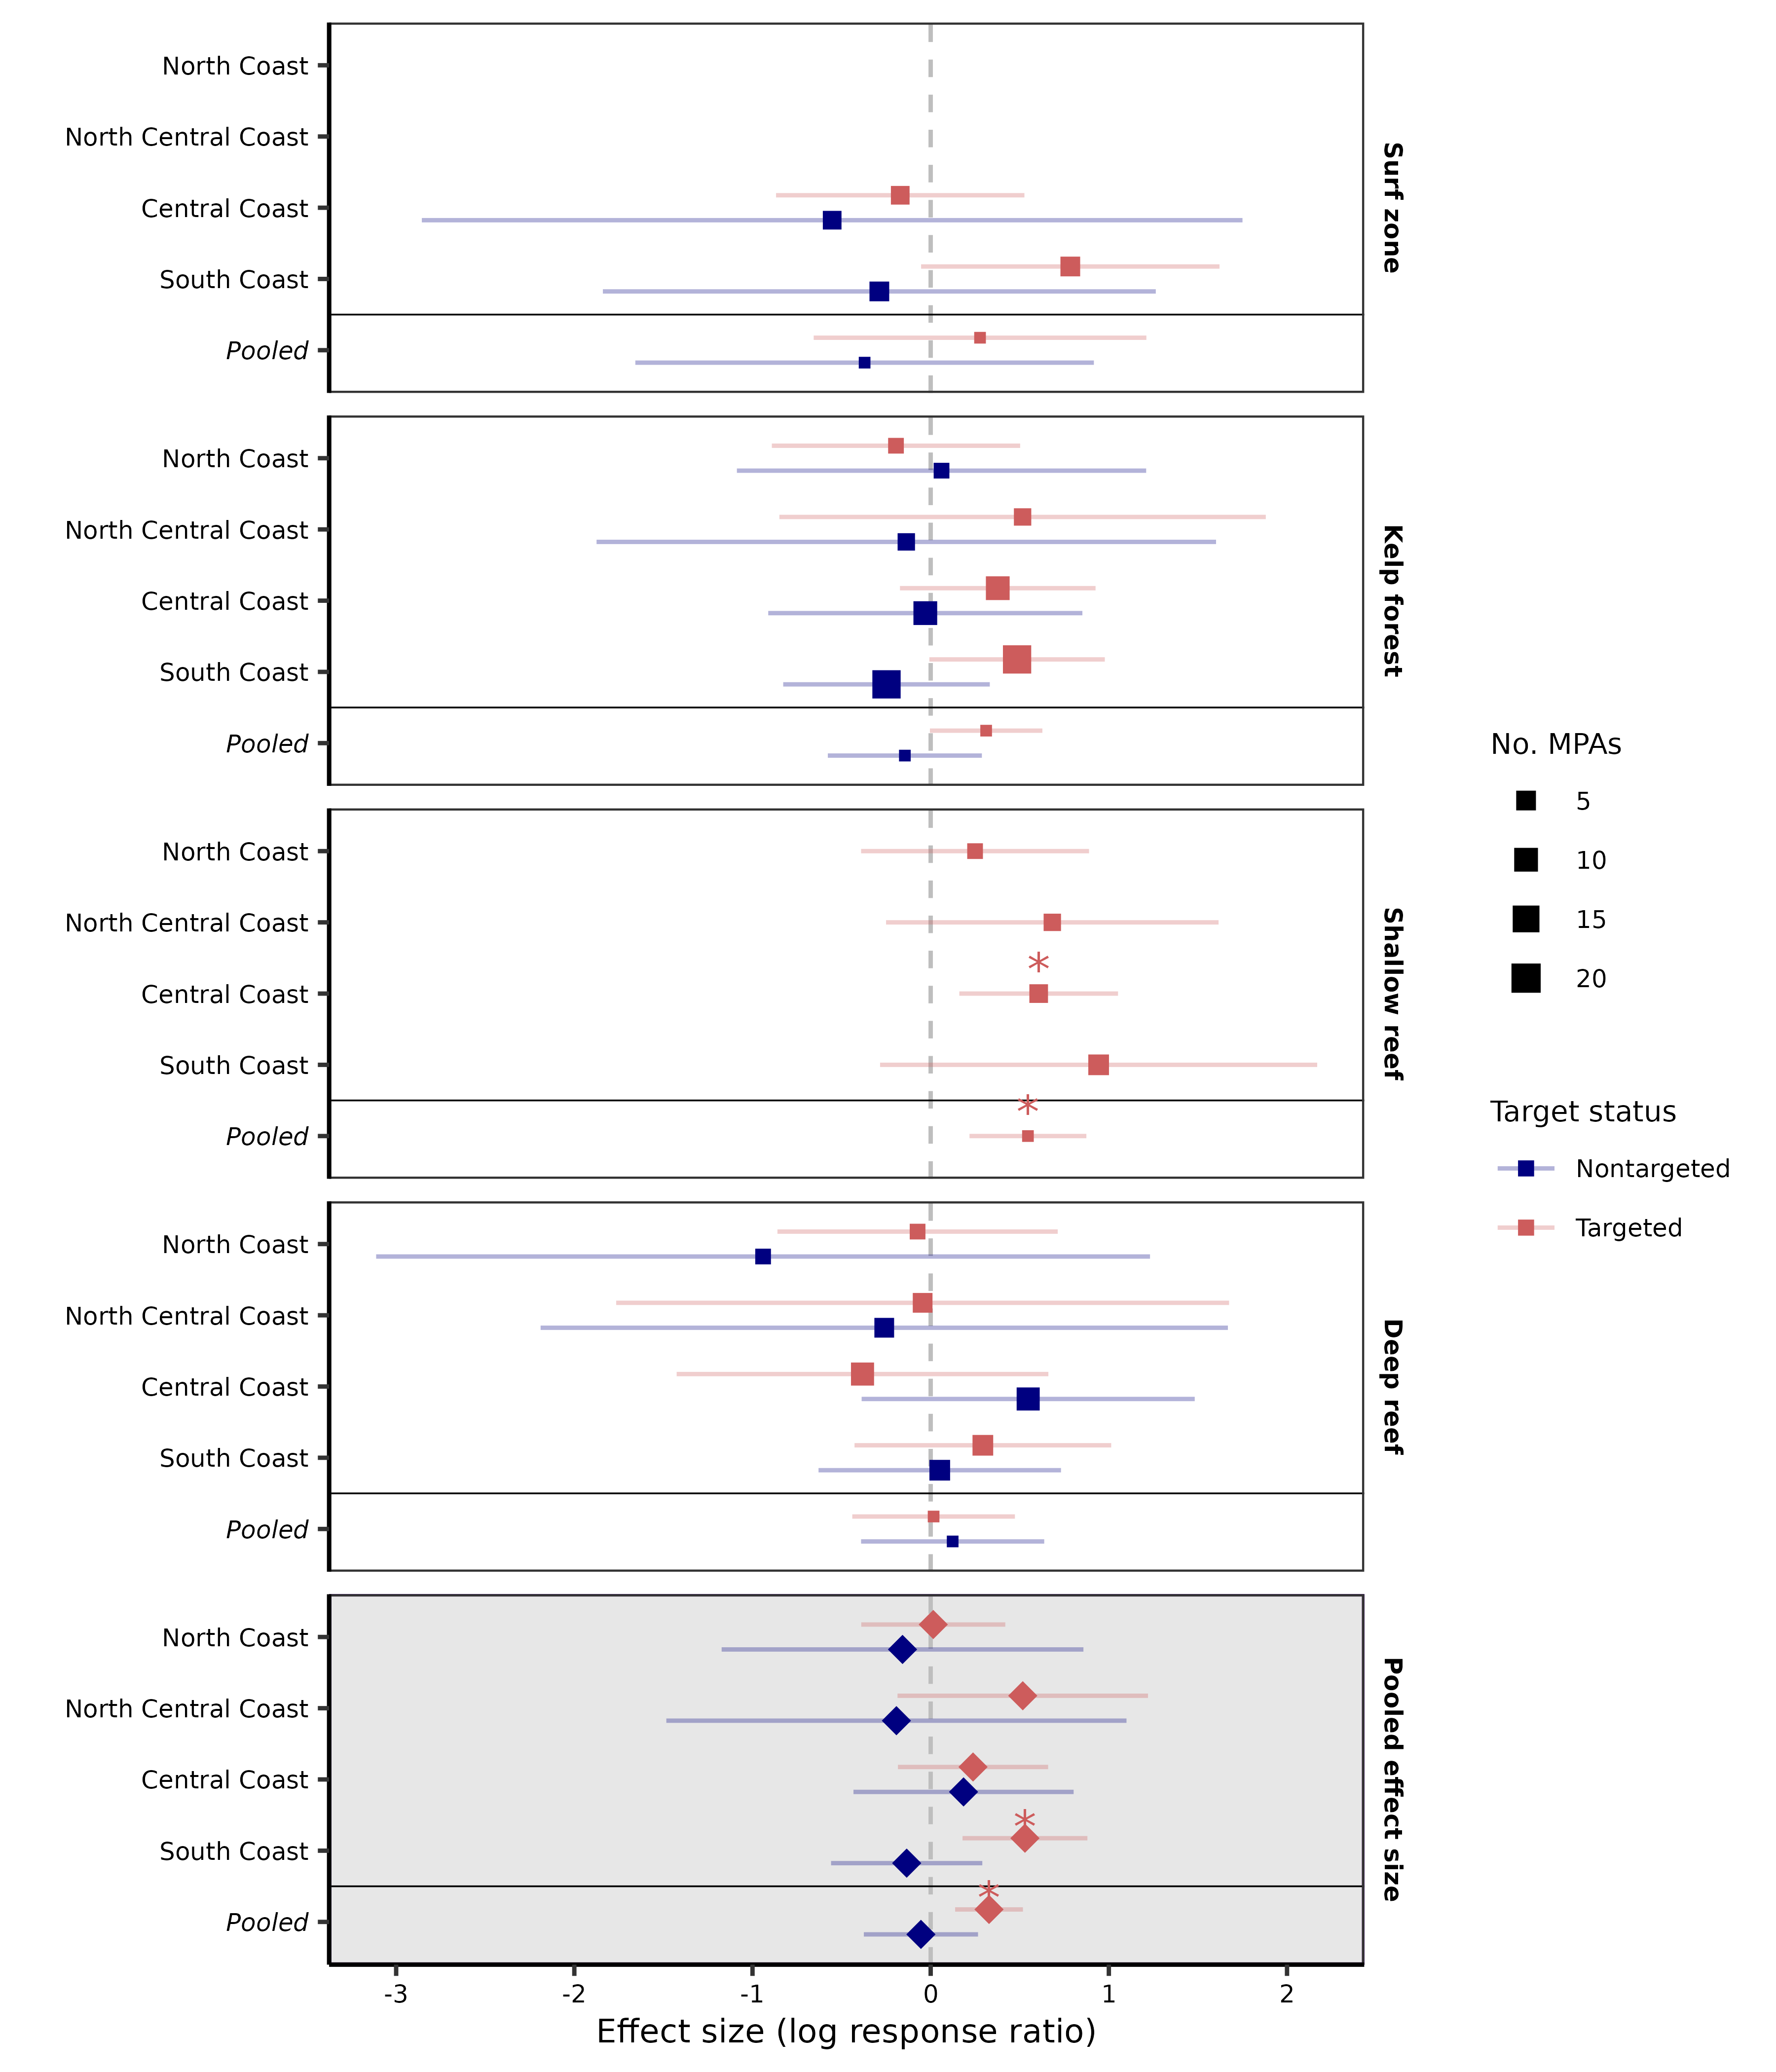 North Coast
North Central Coast
Central Coast
South Coast
Pooled
Surf zone
North Coast
North Central Coast
Central Coast
South Coast
Pooled
Kelp forest
North Coast
North Central Coast
*
Central Coast
South Coast
*
Pooled
Shallow reef
North Coast
North Central Coast
Central Coast
South Coast
Pooled
Deep reef
North Coast
North Central Coast
Central Coast
*
South Coast
*
Pooled
Pooled effect size
-3 -2 -1 0 1 2
Effect size (log response ratio)
No. MPAs
5
10
15
20
Target status
Nontargeted
Targeted